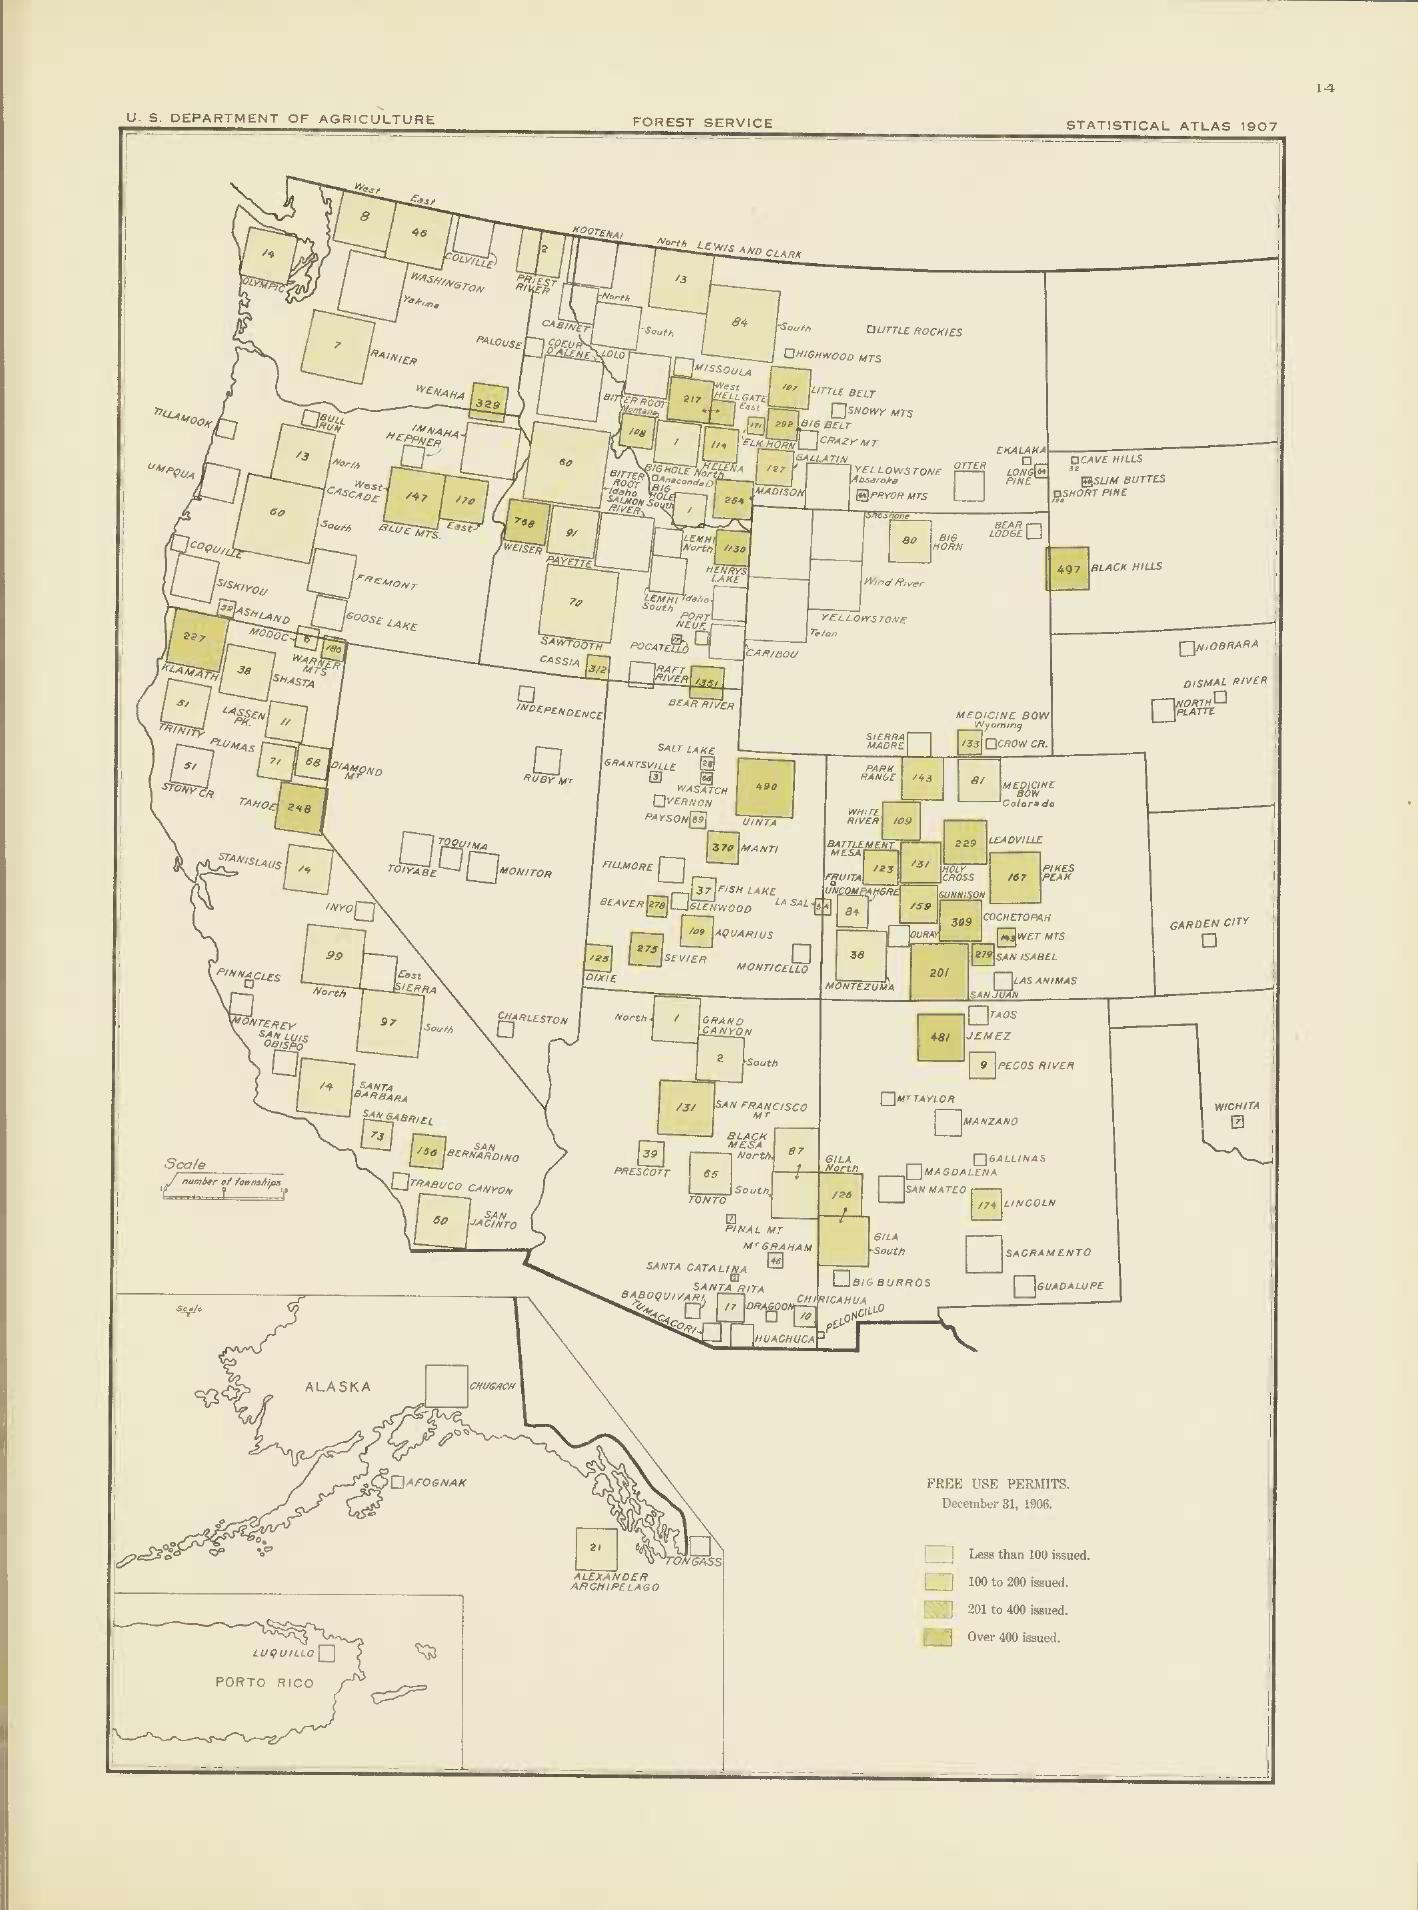 14
U. S. DEPARTMENT OF AGRICULTURE
FOREST SERVICE
STATISTICAL ATLAS 1907
West
8
East
46
COLVILLE
14
OLYMPIC
WASHINGTON
Yakima
2
PRIEST
RIVER
KOOTENAI
North LEWIS AND CLARK
13
84
South
7
RAINIER
North
CABINET
South
PALOUSE
COEUR
D'ALENE
LOLO
LITTLE ROCKIES
HIGHWOOD MTS
MISSOULA
WENAHA
329
107
LITTLE BELT
BITTER ROOT
Montana
217
West
HELLGATE
East
SNOWY MTS
TILLAMOOK
BULL
RUN
IMNAHA
HEPPNER
108
1
114
171
292
BIG BELT
ELK HORN
CRAZY MT
13
North
UMPQUA
West
CASCADE
147
170
60
BIG HOLE North
HELENA
Anaconda
127
GALLATIN
MADISON
YELLOWSTONE
Absaroka
PRYOR MTS
OTTER
EKALAKA
LONG
PINE
64
CAVE HILLS
32
SLIM BUTTES
SHORT PINE
60
South
BLUE MTS.
East
BITTER
ROOT
Idaho
SALMON
RIVER
BIG
HOLE
South
1
264
768
WEISER
91
PAYETTE
LEMHI
North
1130
HENRYS
LAKE
Shoshone
80
BIG
HORN
BEAR
LODGE
497
BLACK HILLS
COQUILLE
SISKIYOU
FREMONT
59
ASHLAND
GOOSE LAKE
70
SAWTOOTH
LEMHI
South
Idaho
PORT
NEUF
POCATELLO
Wind River
YELLOWSTONE
Teton
CARIBOU
MODOC
6
180
WARNER
MTS
227
KLAMATH
38
SHASTA
CASSIA
312
RAFT
RIVER
1351
BEAR RIVER
NIOBRARA
DISMAL RIVER
NORTH
PLATTE
51
TRINITY
LASSEN
PK.
11
INDEPENDENCE
MEDICINE BOW
Wyoming
SIERRA
MADRE
133
CROW CR.
PLUMAS
51
STONY CR
71
68
DIAMOND
MT
RUBY MT
SALT LAKE
28
GRANTSVILLE
3
66
WASATCH
VERNON
PAYSON
69
490
UINTA
PARK
RANGE
143
81
MEDICINE
BOW
Colorado
TAHOE
248
WHITE
RIVER
109
229
LEADVILLE
STANISLAUS
14
TOIYABE
TOQUIMA
MONITOR
370
MANTI
BATTLEMENT
MESA
123
131
HOLY
CROSS
167
PIKES
PEAK
FILLMORE
FRUITA
37
FISH LAKE
UNCOMPAHGRE
GUNNISON
INYO
BEAVER
278
GLENWOOD
LA SAL
84
159
309
COCHETOPAH
GARDEN CITY
109
AQUARIUS
OURAY
143
WET MTS
99
North
East
SIERRA
125
DIXIE
275
SEVIER
MONTICELLO
38
MONTEZUMA
201
SAN JUAN
279
SAN ISABEL
LAS ANIMAS
PINNACLES
MONTEREY
97
South
CHARLESTON
North
1
GRAND
CANYON
TAOS
481
JEMEZ
SAN LUIS
OBISPO
2
South
9
PECOS RIVER
14
SANTA
BARBARA
131
SAN FRANCISCO
MT
MT TAYLOR
MANZANO
WICHITA
7
SAN GABRIEL
73
156
SAN
BERNARDINO
BLACK
MESA
North
87
39
PRESCOTT
65
TONTO
GILA
North
126
GALLINAS
MAGDALENA
SAN MATEO
TRABUCO CANYON
Scale
number of townships
60
SAN
JACINTO
South
174
LINCOLN
PINAL MT
MT GRAHAM
46
GILA
South
SACRAMENTO
SANTA CATALINA
BIG BURROS
GUADALUPE
SANTA RITA
BABOQUIVARI
17
DRAGOON
CHIRICAHUA
10
PELONCILLO
TUMACACORI
HUACHUCA
Scale
ALASKA
CHUGACH
AFOGNAK
21
ALEXANDER
ARCHIPELAGO
TONGASS
LUQUILLO
PORTO RICO
FREE USE PERMITS.
December 31, 1906.
Less than 100 issued.
100 to 200 issued.
201 to 400 issued.
Over 400 issued.